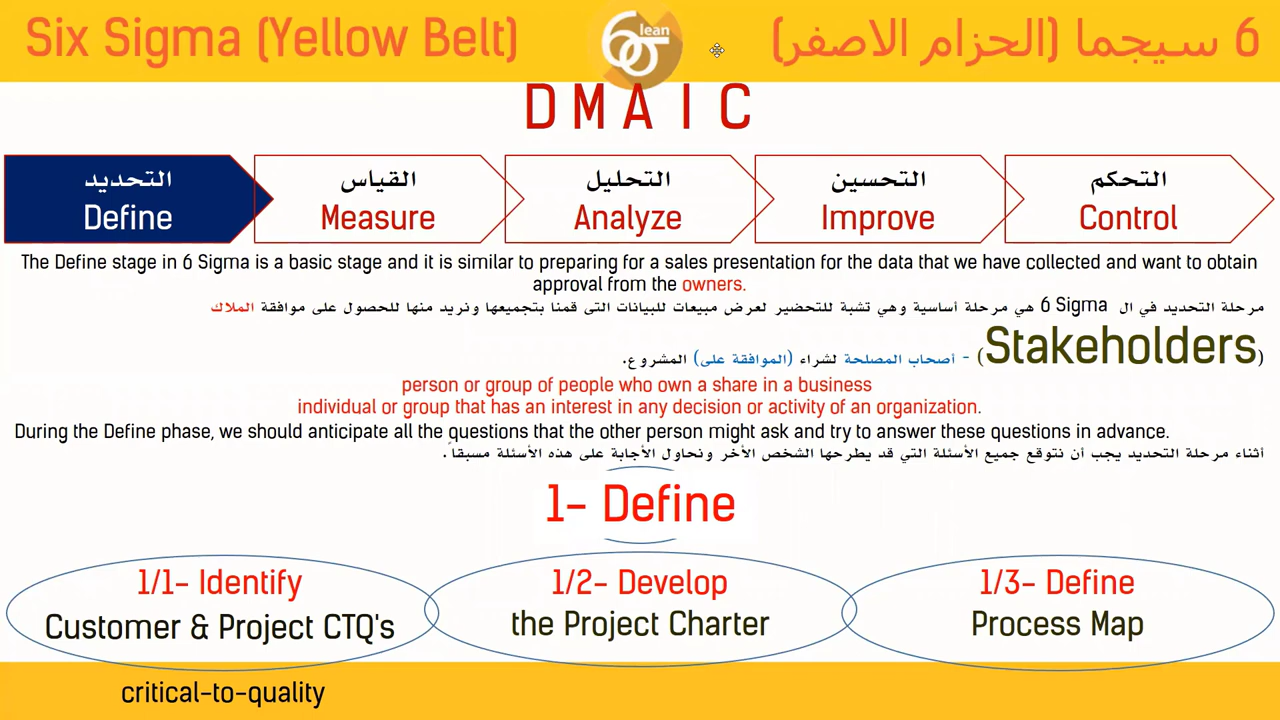 Six Sigma (Yellow Belt)
lean
6σ
6 سيجما (الحزام الاصفر)
D M A I C
التحديد
Define
القياس
Measure
التحليل
Analyze
التحسين
Improve
التحكم
Control
The Define stage in 6 Sigma is a basic stage and it is similar to preparing for a sales presentation for the data that we have collected and want to obtain
approval from the owners.
مرحلة التحديد في ال 6 Sigma هي مرحلة أساسية وهي تشبة للتحضير لعرض مبيعات للبيانات التى قمنا بتجميعها ونريد منها للحصول على موافقة الملاك
(Stakeholders) - أصحاب المصلحة لشراء (الموافقة على) المشروع.
person or group of people who own a share in a business
individual or group that has an interest in any decision or activity of an organization.
During the Define phase, we should anticipate all the questions that the other person might ask and try to answer these questions in advance.
أثناء مرحلة التحديد يجب أن نتوقع جميع الأسئلة التي قد يطرحها الشخص الأخر ونحاول الأجابة على هذه الأسئلة مسبقاً.
1- Define
1/1- Identify
Customer & Project CTQ's
1/2- Develop
the Project Charter
1/3- Define
Process Map
critical-to-quality